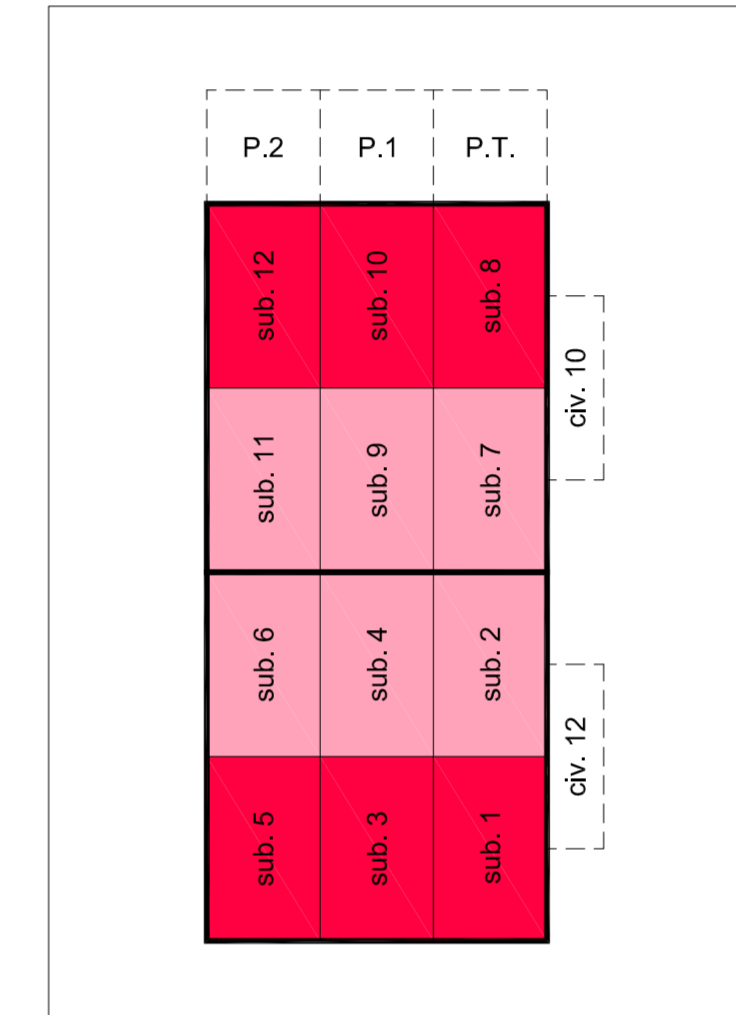 P.2 P.1 P.T.
sub. 12 sub. 10 sub. 8
civ. 10
sub. 11 sub. 9 sub. 7
sub. 6 sub. 4 sub. 2
civ. 12
sub. 5 sub. 3 sub. 1